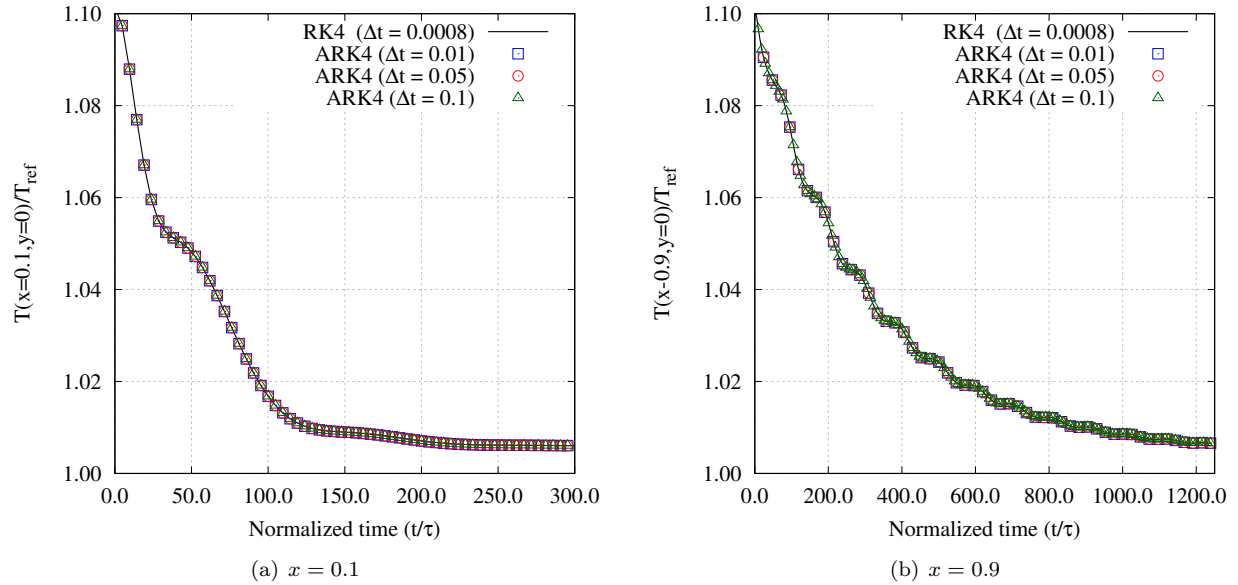 1.10
1.08
1.06
1.04
1.02
1.00
T(x=0.1,y=0)/T_ref
RK4 (Δt = 0.0008)
ARK4 (Δt = 0.01)
ARK4 (Δt = 0.05)
ARK4 (Δt = 0.1)
0.0 50.0 100.0 150.0 200.0 250.0 300.0
Normalized time (t/τ)
(a) x = 0.1
1.10
1.08
1.06
1.04
1.02
1.00
T(x-0.9,y=0)/T_ref
RK4 (Δt = 0.0008)
ARK4 (Δt = 0.01)
ARK4 (Δt = 0.05)
ARK4 (Δt = 0.1)
0.0 200.0 400.0 600.0 800.0 1000.0 1200.0
Normalized time (t/τ)
(b) x = 0.9